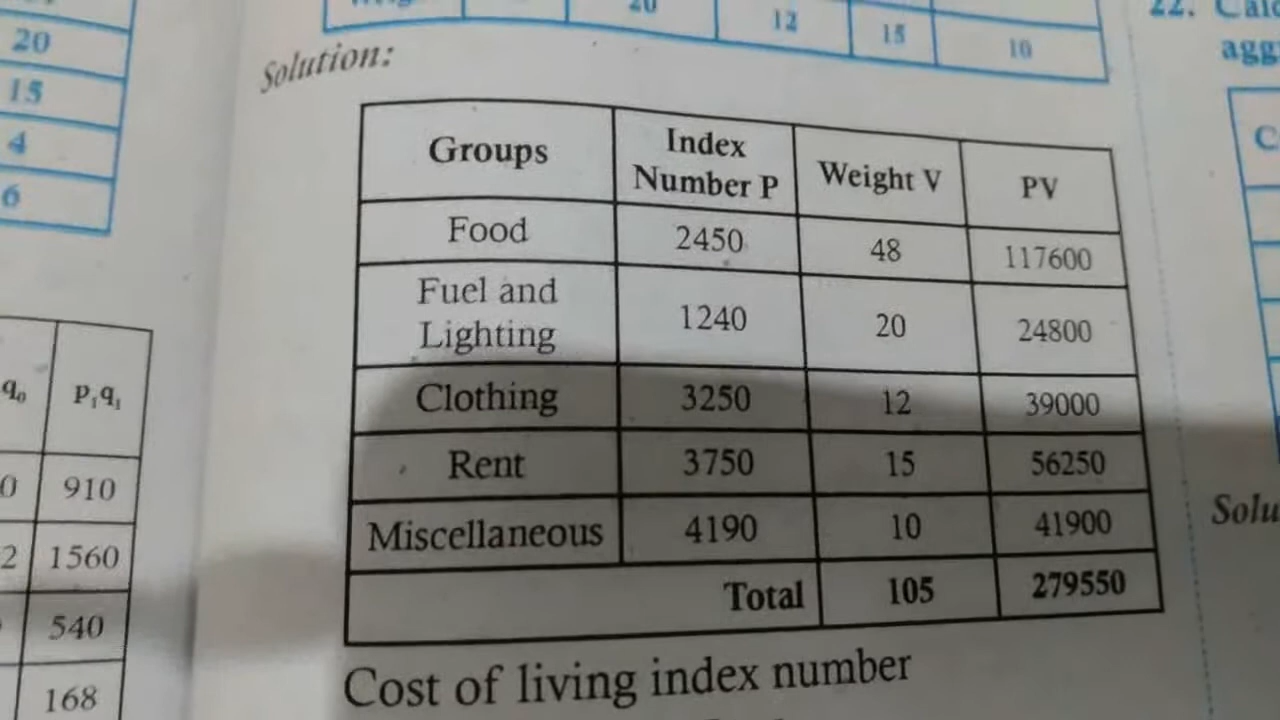 20
15
4
6
q₀ p₁q₁
0 910
2 1560
540
168
20 12 15 10
Solution:
Groups Index Number P Weight V PV
Food 2450 48 117600
Fuel and Lighting 1240 20 24800
Clothing 3250 12 39000
Rent 3750 15 56250
Miscellaneous 4190 10 41900
Total 105 279550
Cost of living index number
22.
agg
C
Solu